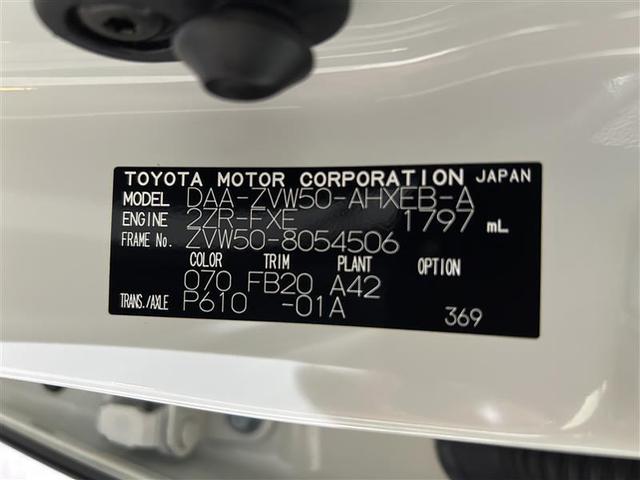 TOYOTA MOTOR CORPORATION JAPAN
MODEL DAA-ZVW50-AHXEB-A
ENGINE 2ZR-FXE 1797 mL
FRAME No. ZVW50-8054506
COLOR TRIM PLANT OPTION
070 FB20 A42
TRANS./AXLE P610 -01A 369